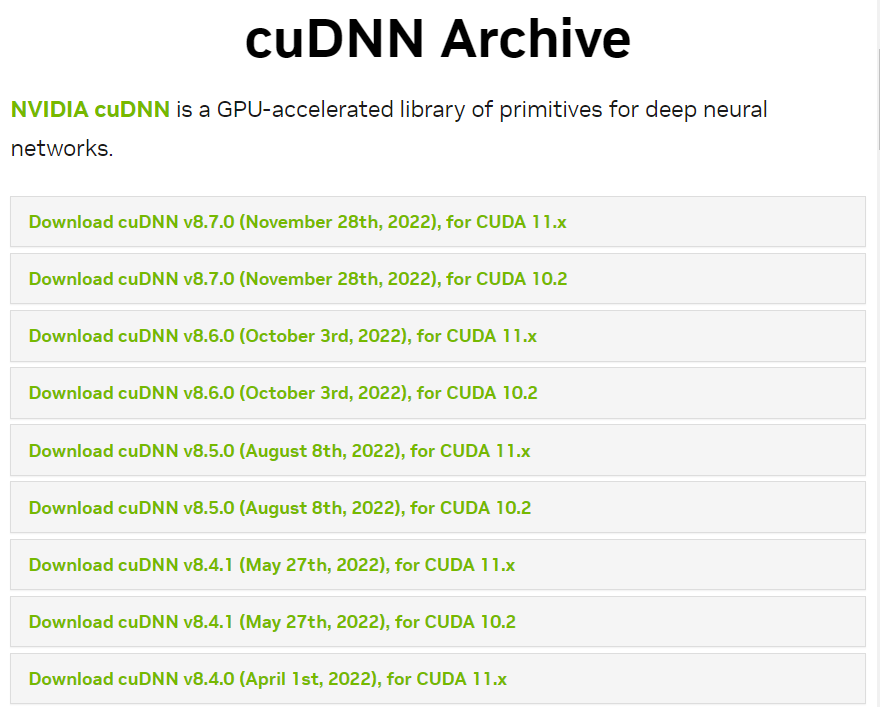 cuDNN Archive
NVIDIA cuDNN is a GPU-accelerated library of primitives for deep neural
networks.
Download cuDNN v8.7.0 (November 28th, 2022), for CUDA 11.x
Download cuDNN v8.7.0 (November 28th, 2022), for CUDA 10.2
Download cuDNN v8.6.0 (October 3rd, 2022), for CUDA 11.x
Download cuDNN v8.6.0 (October 3rd, 2022), for CUDA 10.2
Download cuDNN v8.5.0 (August 8th, 2022), for CUDA 11.x
Download cuDNN v8.5.0 (August 8th, 2022), for CUDA 10.2
Download cuDNN v8.4.1 (May 27th, 2022), for CUDA 11.x
Download cuDNN v8.4.1 (May 27th, 2022), for CUDA 10.2
Download cuDNN v8.4.0 (April 1st, 2022), for CUDA 11.x